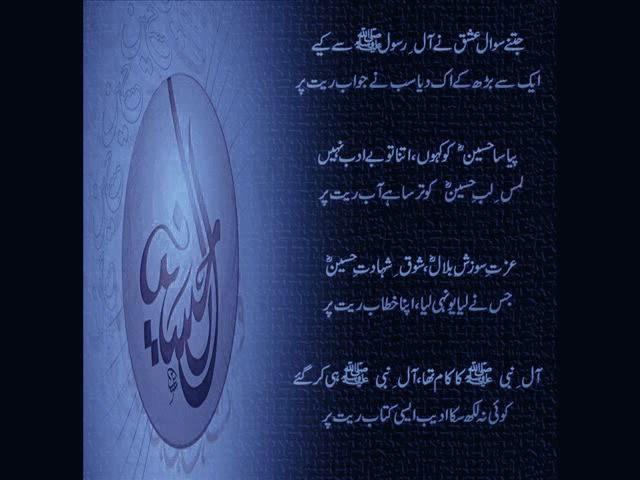 جتنے سوال عشق نے آلِ رسول ﷺ سے کیے
ایک سے بڑھ کے اک دیا سب نے جواب ریت پر
پیاسا حسینؓ کو کہوں، اتنا تو بے ادب نہیں
لمسِ لبِ حسینؓ کو ترسا ہے آب ریت پر
عزتِ سوزشِ بلالؓ، شوقِ شہادتِ حسینؓ
جس نے لیا یونہی لیا، اپنا خطاب ریت پر
آلِ نبی ﷺ کا کام تھا، آلِ نبی ﷺ ہی کر گئے
کوئی نہ لکھ سکا ادیب ایسی کتاب ریت پر
الحسین